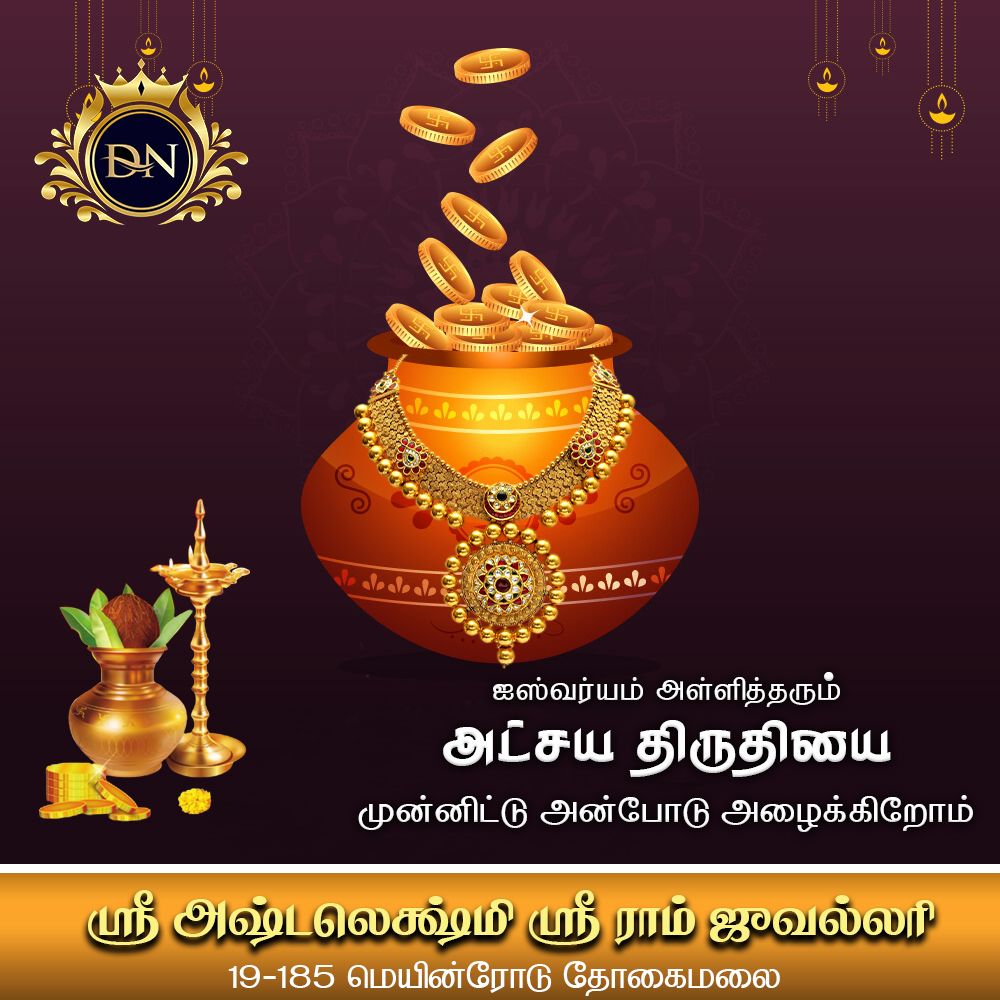 DN
ஐஸ்வர்யம் அள்ளித்தரும்
அட்சய திருதியை
முன்னிட்டு அன்போடு அழைக்கிறோம்
ஸ்ரீ அஷ்டலெக்ஷ்மி ஸ்ரீ ராம் ஜுவல்லரி
19-185 மெயின்ரோடு தோகைமலை